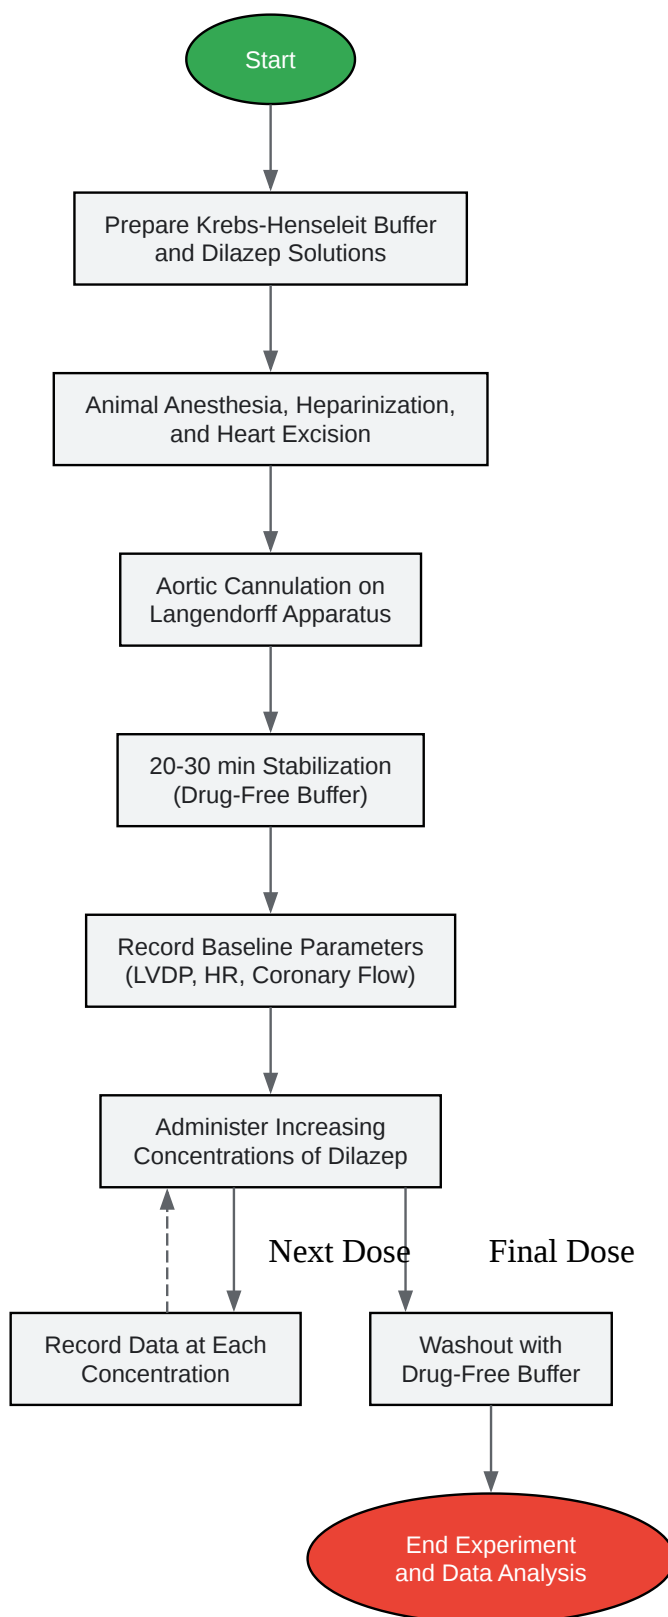 Start
Prepare Krebs-Henseleit Buffer
and Dilazep Solutions
Animal Anesthesia, Heparinization,
and Heart Excision
Aortic Cannulation on
Langendorff Apparatus
20-30 min Stabilization
(Drug-Free Buffer)
Record Baseline Parameters
(LVDP, HR, Coronary Flow)
Administer Increasing
Concentrations of Dilazep
Next Dose
Final Dose
Record Data at Each
Concentration
Washout with
Drug-Free Buffer
End Experiment
and Data Analysis